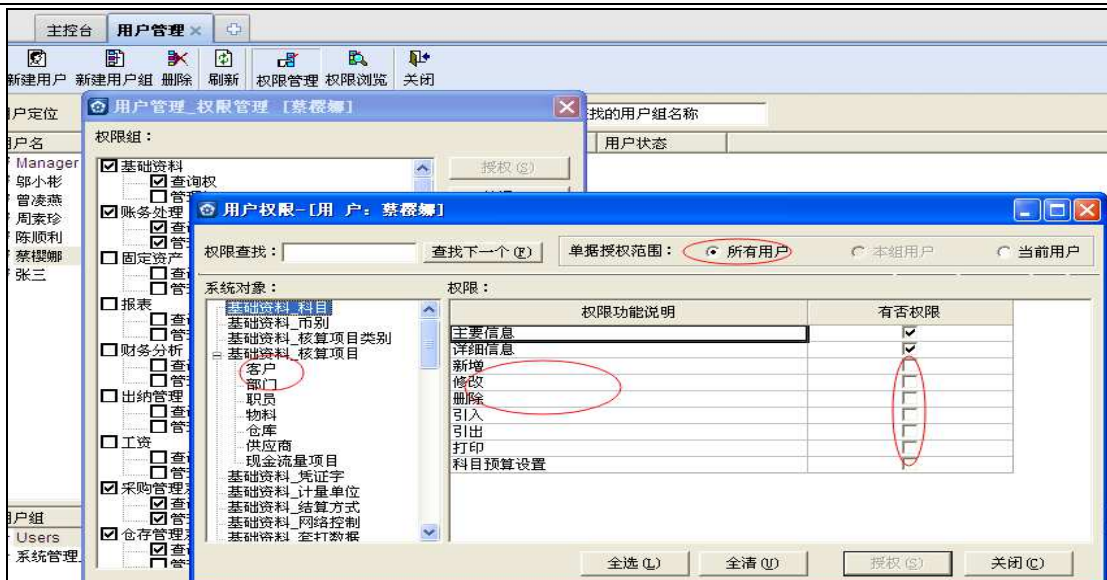 主控台 用户管理
新建用户 新建用户组 删除 刷新 权限管理 权限浏览 关闭
用户管理_权限管理 [蔡樱娜]
户定位
找的用户组名称
户名
用户状态
Manager
邬小彬
曾凌燕
周素珍
陈顺利
蔡樱娜
张三
户组
Users
系统管理
权限组：
授权(S)
基础资料
查询权
账务处理
固定资产
报表
财务分析
出纳管理
工资
采购管理
仓存管理
用户权限-[用 户：蔡樱娜]
权限查找：
查找下一个(F)
单据授权范围：
所有用户
本组用户
当前用户
系统对象：
基础资料_科目
基础资料_币别
基础资料_核算项目类别
基础资料_核算项目
客户
部门
职员
物料
仓库
供应商
现金流量项目
基础资料_凭证字
基础资料_计量单位
基础资料_结算方式
基础资料_网络控制
基础资料_套打数据
权限：
权限功能说明 有否权限
主要信息
详细信息
新增
修改
删除
引入
引出
打印
科目预算设置
全选(L) 全清(U) 授权(S) 关闭(C)